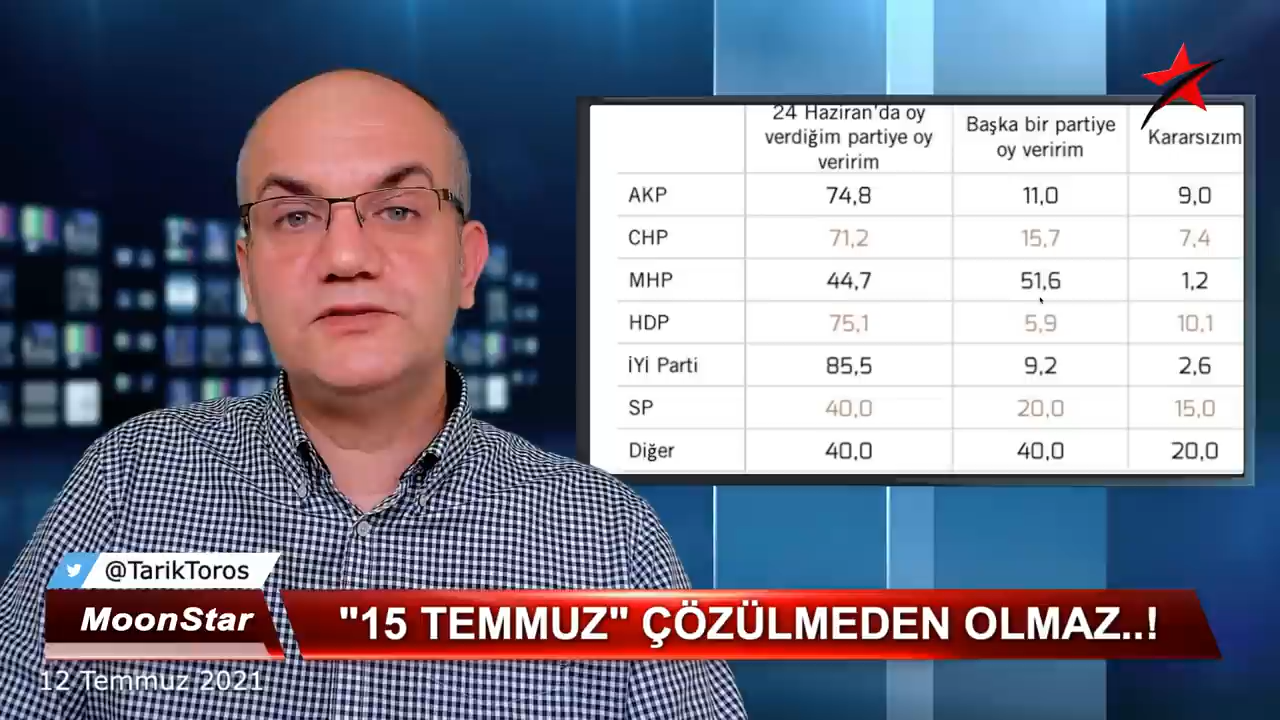 24 Haziran'da oy
verdiğim partiye oy
veririm
Başka bir partiye
oy veririm
Kararsızım
AKP 74,8 11,0 9,0
CHP 71,2 15,7 7,4
MHP 44,7 51,6 1,2
HDP 75,1 5,9 10,1
İYİ Parti 85,5 9,2 2,6
SP 40,0 20,0 15,0
Diğer 40,0 40,0 20,0
@TarikToros
MoonStar
"15 TEMMUZ" ÇÖZÜLMEDEN OLMAZ..!
12 Temmuz 2021